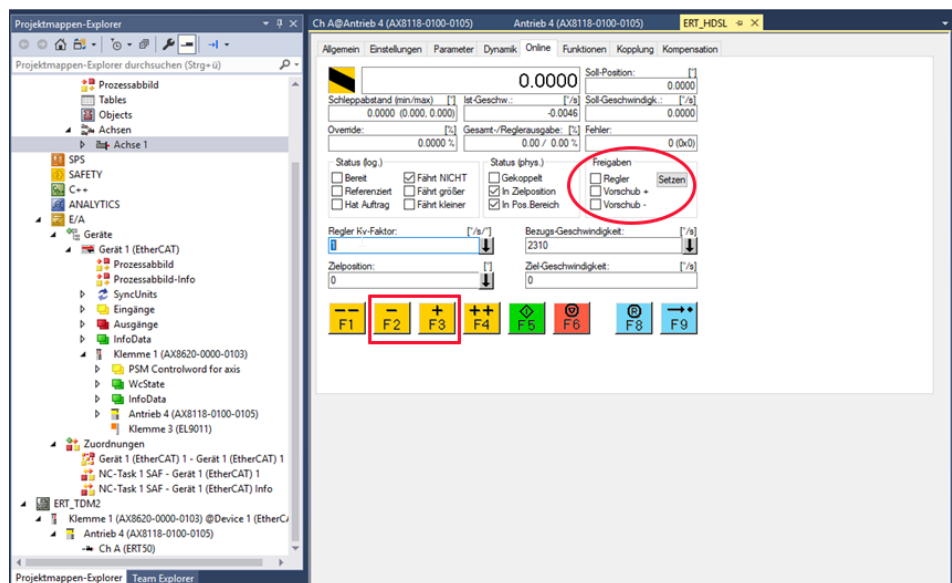 Projektmappen-Explorer
Projektmappen-Explorer durchsuchen (Strg+ü)
Prozessabbild
Tables
Objects
Achsen
Achse 1
SPS
SAFETY
C++
ANALYTICS
E/A
Geräte
Gerät 1 (EtherCAT)
Prozessabbild
Prozessabbild-Info
SyncUnits
Eingänge
Ausgänge
InfoData
Klemme 1 (AX8620-0000-0103)
PSM Controlword for axis
WcState
InfoData
Antrieb 4 (AX8118-0100-0105)
Klemme 3 (EL9011)
Zuordnungen
Gerät 1 (EtherCAT) 1 - Gerät 1 (EtherCAT) 1
NC-Task 1 SAF - Gerät 1 (EtherCAT) 1
NC-Task 1 SAF - Gerät 1 (EtherCAT) Info
ERT_TDM2
Klemme 1 (AX8620-0000-0103) @Device 1 (EtherCA
Antrieb 4 (AX8118-0100-0105)
Ch A (ERT50)
Projektmappen-Explorer Team Explorer
Ch A@Antrieb 4 (AX8118-0100-0105) Antrieb 4 (AX8118-0100-0105) ERT_HDSL
Allgemein Einstellungen Parameter Dynamik Online Funktionen Kopplung Kompensation
0.0000
Soll-Position: [°]
0.0000
Schleppabstand (min/max) [°] Ist-Geschw.: [°/s] Soll-Geschwindigk.: [°/s]
0.0000 (0.000, 0.000) -0.0046 0.0000
Override: [%] Gesamt-/Reglerausgabe: [%] Fehler:
0.0000 % 0.00 / 0.00 % 0 (0x0)
Status (log.) Status (phys.) Freigaben
Bereit Fährt NICHT Gekoppelt Regler Setzen
Referenziert Fährt größer In Zielposition Vorschub +
Hat Auftrag Fährt kleiner In Pos.Bereich Vorschub -
Regler Kv-Faktor: [°/s/°] Bezugs-Geschwindigkeit: [°/s]
1 2310
Zielposition: [°] Ziel-Geschwindigkeit: [°/s]
0 0
-- - + ++ R
F1 F2 F3 F4 F5 F6 F8 F9